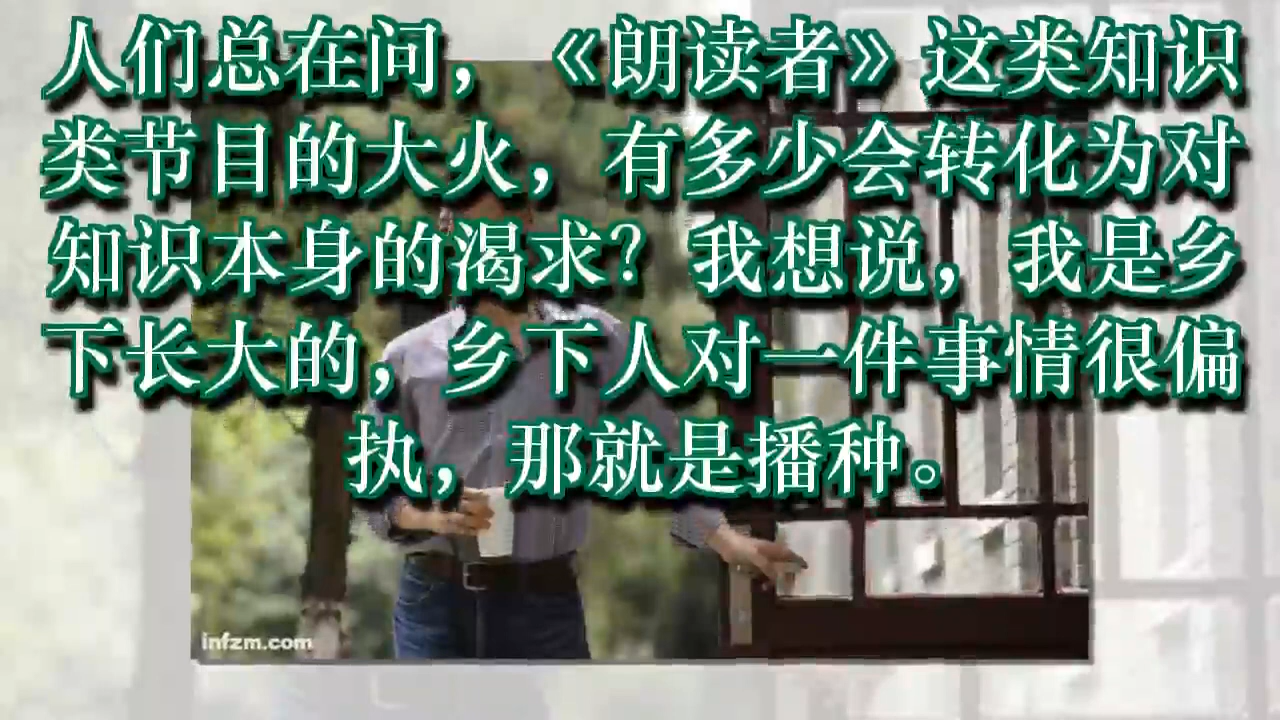 人们总在问，《朗读者》这类知识
类节目的大火，有多少会转化为对
知识本身的渴求？我想说，我是乡
下长大的，乡下人对一件事情很偏
执，那就是播种。
infzm.com